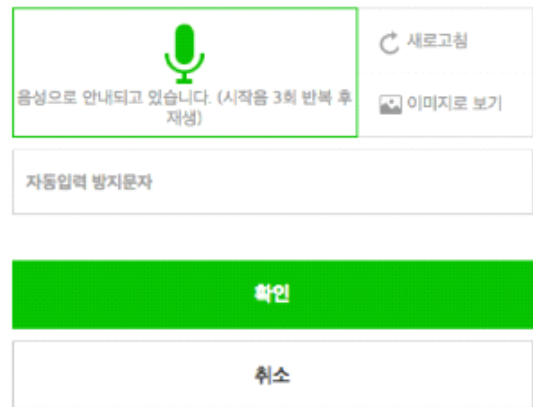 음성으로 안내되고 있습니다. (시작음 3회 반복 후
재생)
새로고침
이미지로 보기
자동입력 방지문자
확인
취소